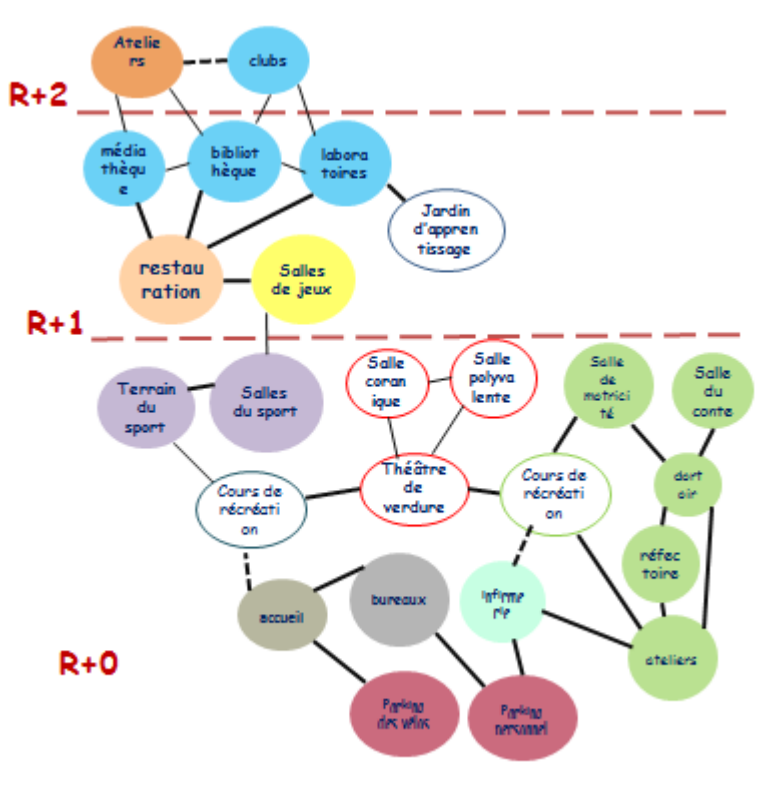 Atelie
rs
clubs
R+2
média
thèqu
e
bibliot
hèque
labora
toires
Jardin
d'appren
tissage
restau
ration
Salles
de jeux
R+1
Terrain
du
sport
Salles
du sport
Salle
coran
ique
Salle
polyva
lente
Salle
de
motrici
té
Salle
du
conte
Cours de
récréati
on
Théâtre
de
verdure
Cours de
récréati
on
dort
oir
réfec
toire
accueil
bureaux
infirme
rie
ateliers
R+0
Parking
des vélos
Parking
personnel